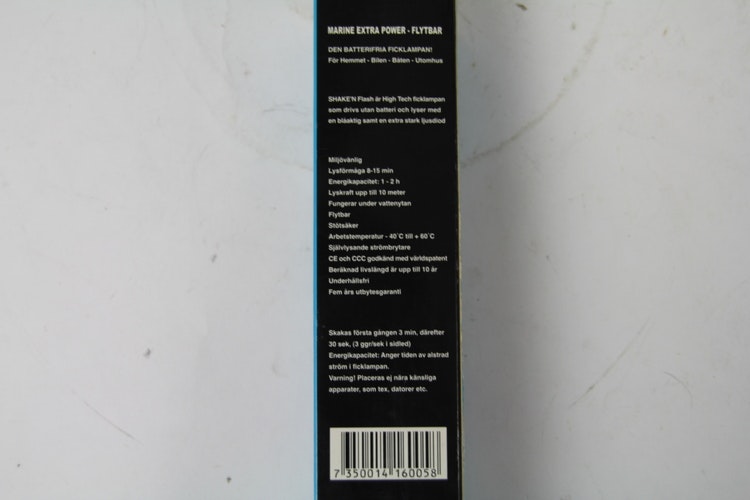 MARINE EXTRA POWER - FLYTBAR
DEN BATTERIFRIA FICKLAMPAN!
För Hemmet - Bilen - Båten - Utomhus
SHAKE'N Flash är High Tech ficklampan
som drivs utan batteri och lyser med
en blåaktig samt en extra stark ljusdiod
Miljövänlig
Lysförmåga 8-15 min
Energikapacitet: 1 - 2 h
Lyskraft upp till 10 meter
Fungerar under vattenytan
Flytbar
Stötsäker
Arbetstemperatur - 40°C till + 60°C
Självlysande strömbrytare
CE och CCC godkänd med världspatent
Beräknad livslängd är upp till 10 år
Underhållsfri
Fem års utbytesgaranti
Skakas första gången 3 min, därefter
30 sek, (3 ggr/sek i sidled)
Energikapacitet: Anger tiden av alstrad
ström i ficklampan.
Varning! Placeras ej nära känsliga
apparater, som tex, datorer etc.
7 350014 160058